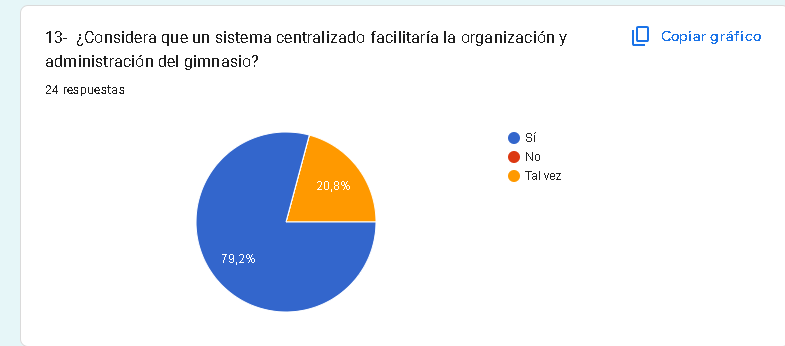 13- ¿Considera que un sistema centralizado facilitaría la organización y
administración del gimnasio?
Copiar gráfico
24 respuestas
Sí
No
Tal vez
20,8%
79,2%